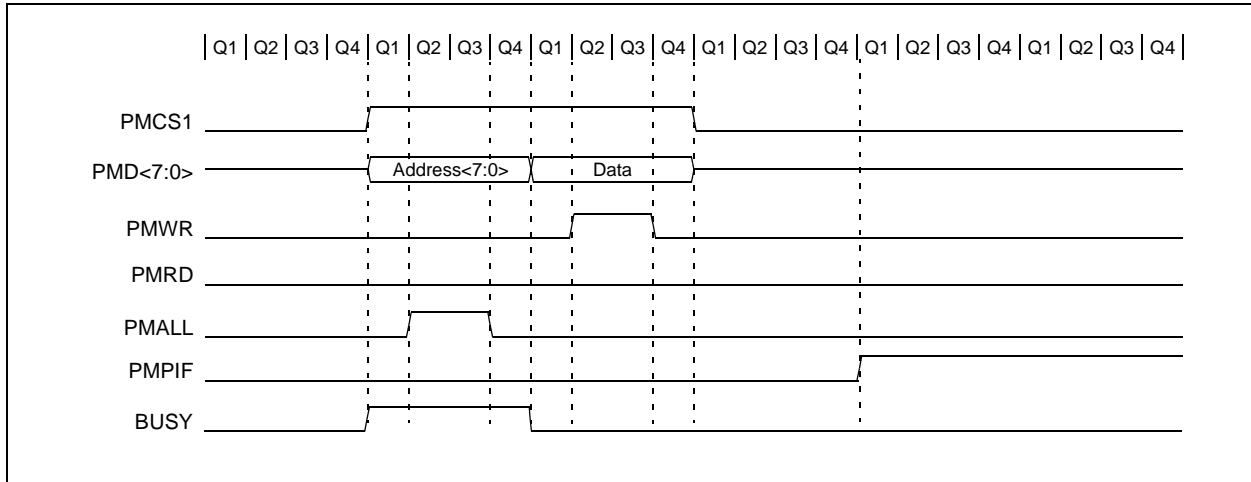 Q1 Q2 Q3 Q4 Q1 Q2 Q3 Q4 Q1 Q2 Q3 Q4 Q1 Q2 Q3 Q4 Q1 Q2 Q3 Q4 Q1 Q2 Q3 Q4
PMCS1
PMD<7:0> Address<7:0> Data
PMWR
PMRD
PMALL
PMPIF
BUSY